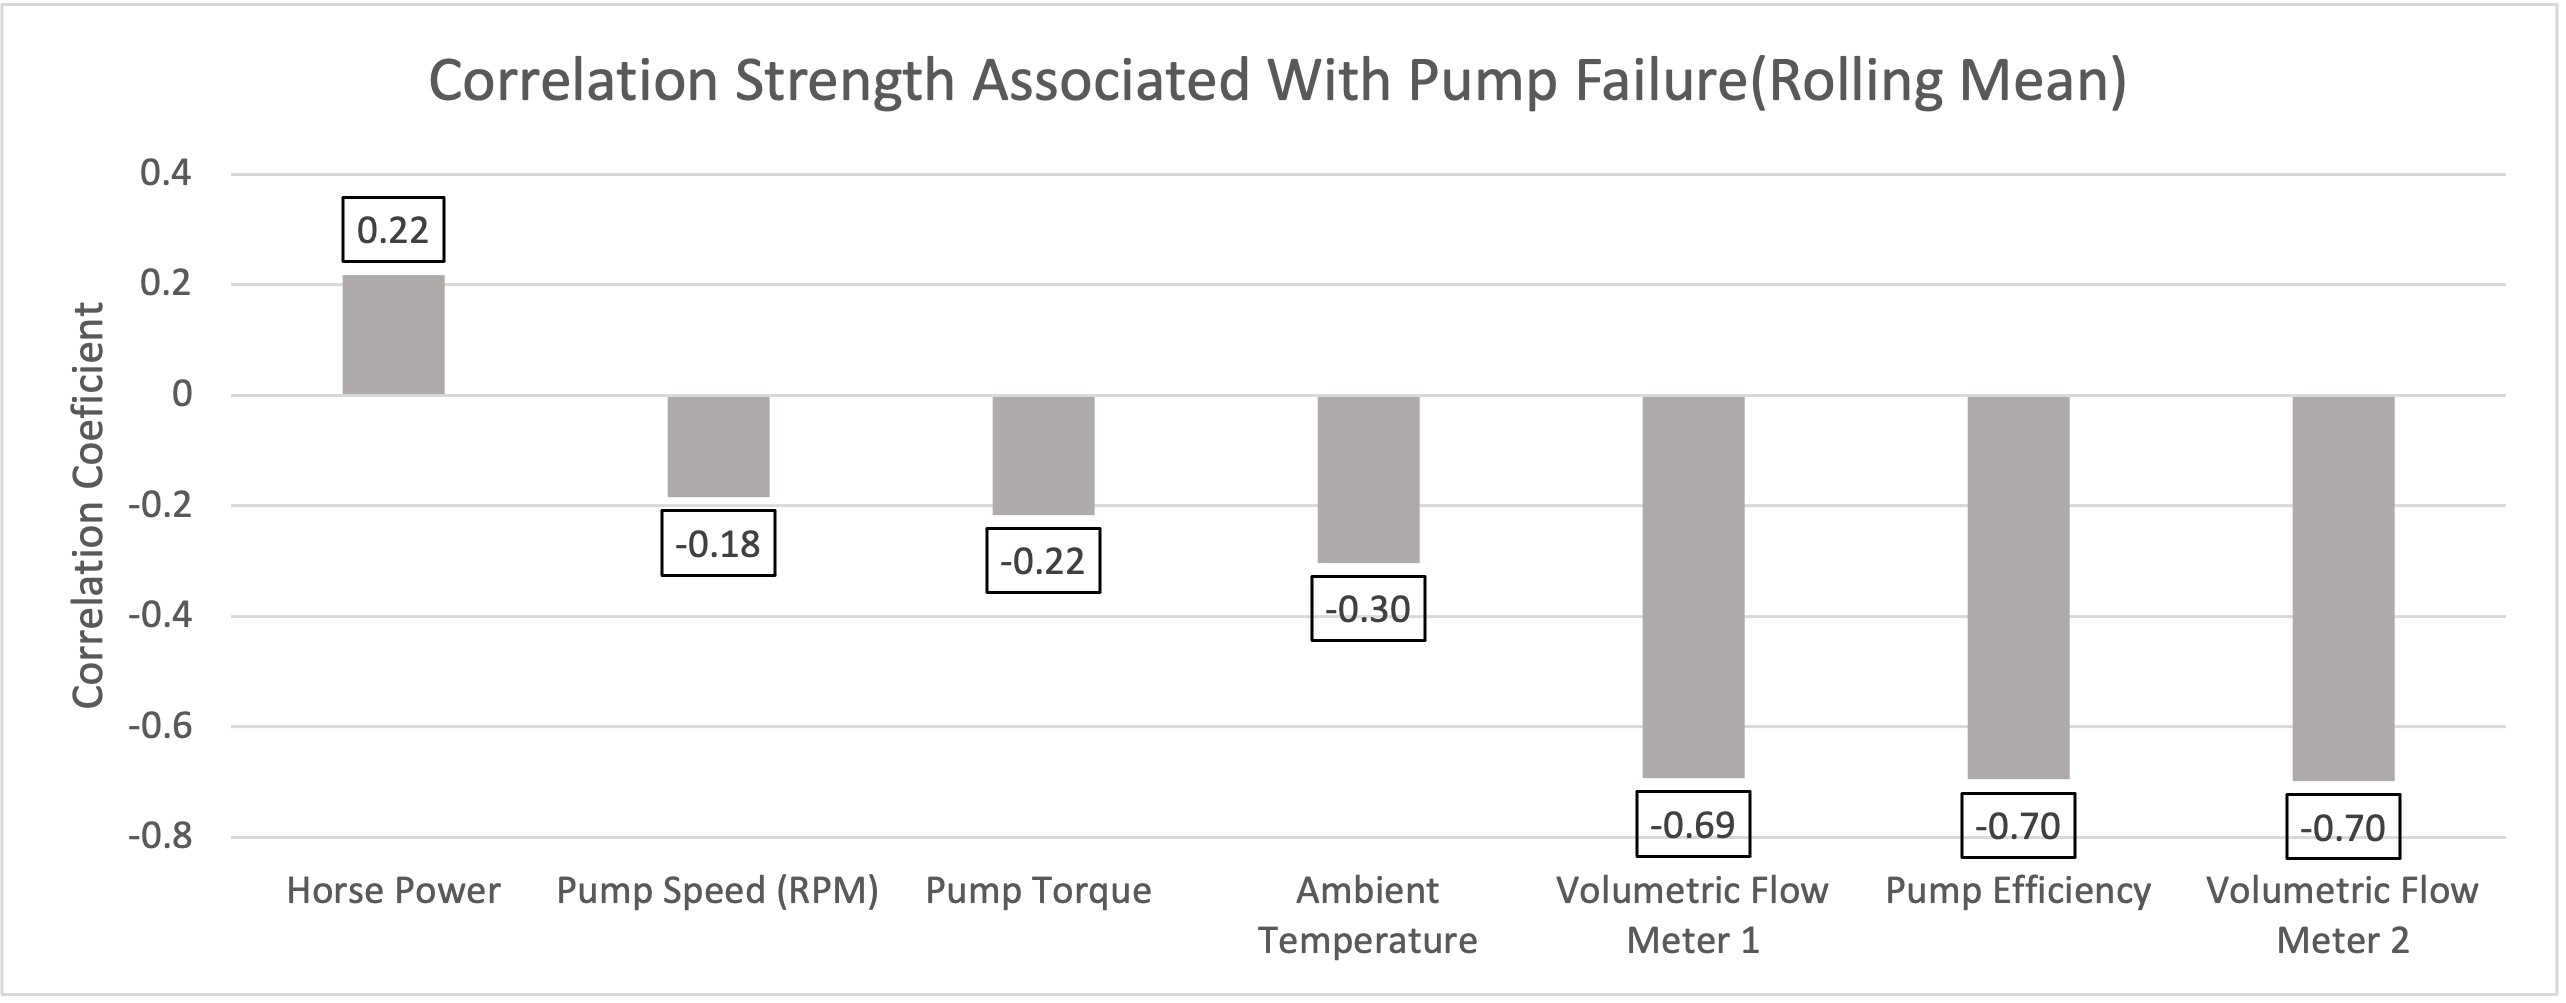 Correlation Strength Associated With Pump Failure(Rolling Mean)
Correlation Coeficient
0.4
0.2
0
-0.2
-0.4
-0.6
-0.8
0.22
-0.18
-0.22
-0.30
-0.69
-0.70
-0.70
Horse Power
Pump Speed (RPM)
Pump Torque
Ambient
Temperature
Volumetric Flow
Meter 1
Pump Efficiency
Volumetric Flow
Meter 2